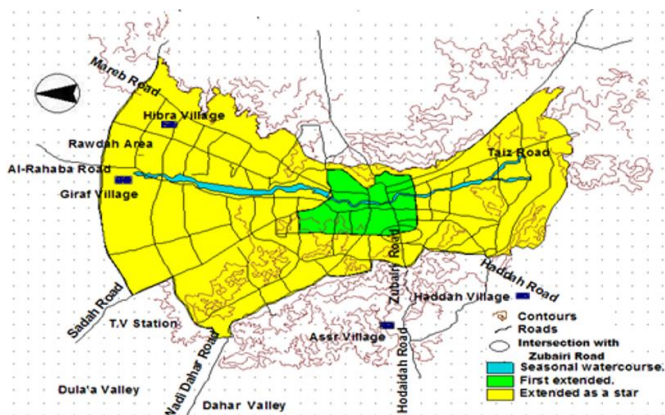 Mareb Road
Hibra Village
Rawdah Area
Al-Rahaba Road
Giraf Village
Taiz Road
Sadah Road
T.V Station
Wadi Dahar Road
Dula'a Valley
Dahar Valley
Zubairy Road
Assr Village
Hodaidah Road
Haddah Road
Haddah Village
Contours
Roads
Intersection with
Zubairi Road
Seasonal watercourse.
First extended.
Extended as a star